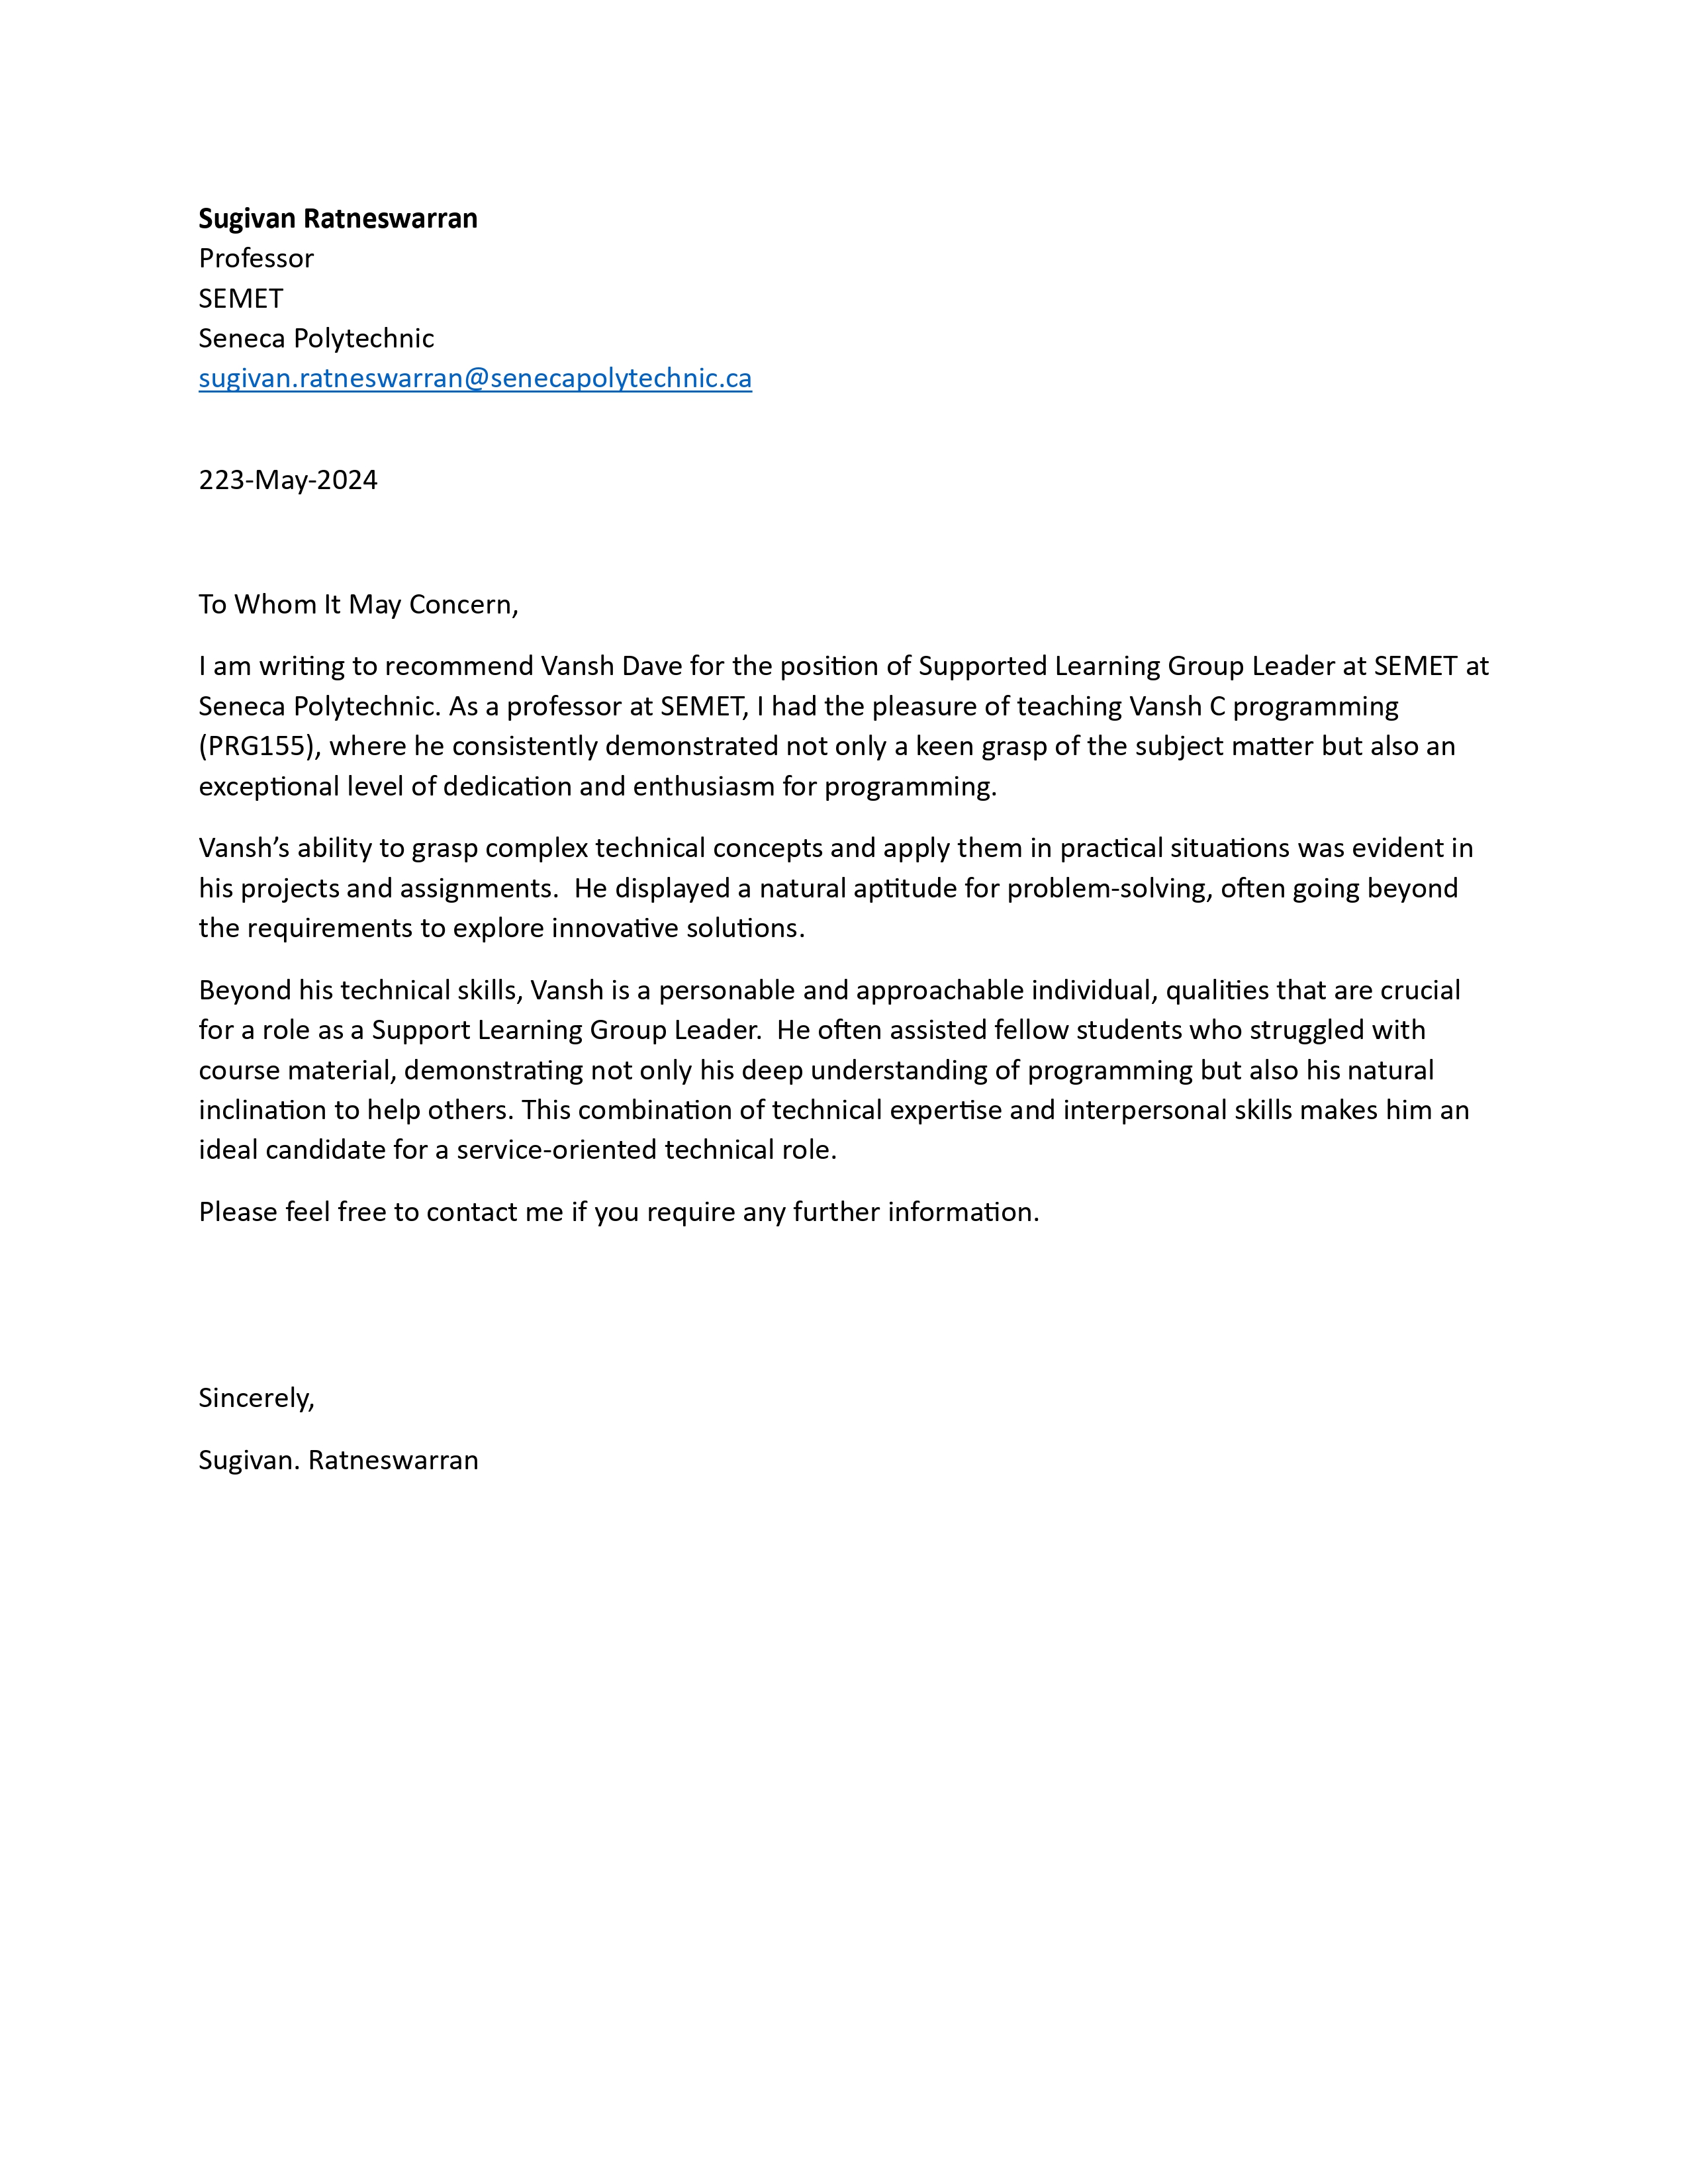 Sugivan Ratneswarran
Professor
SEMET
Seneca Polytechnic
sugivan.ratneswarran@senecapolytechnic.ca
223-May-2024
To Whom It May Concern,
I am writing to recommend Vansh Dave for the position of Supported Learning Group Leader at SEMET at
Seneca Polytechnic. As a professor at SEMET, I had the pleasure of teaching Vansh C programming
(PRG155), where he consistently demonstrated not only a keen grasp of the subject matter but also an
exceptional level of dedication and enthusiasm for programming.
Vansh’s ability to grasp complex technical concepts and apply them in practical situations was evident in
his projects and assignments.  He displayed a natural aptitude for problem-solving, often going beyond
the requirements to explore innovative solutions.
Beyond his technical skills, Vansh is a personable and approachable individual, qualities that are crucial
for a role as a Support Learning Group Leader.  He often assisted fellow students who struggled with
course material, demonstrating not only his deep understanding of programming but also his natural
inclination to help others. This combination of technical expertise and interpersonal skills makes him an
ideal candidate for a service-oriented technical role.
Please feel free to contact me if you require any further information.
Sincerely,
Sugivan. Ratneswarran